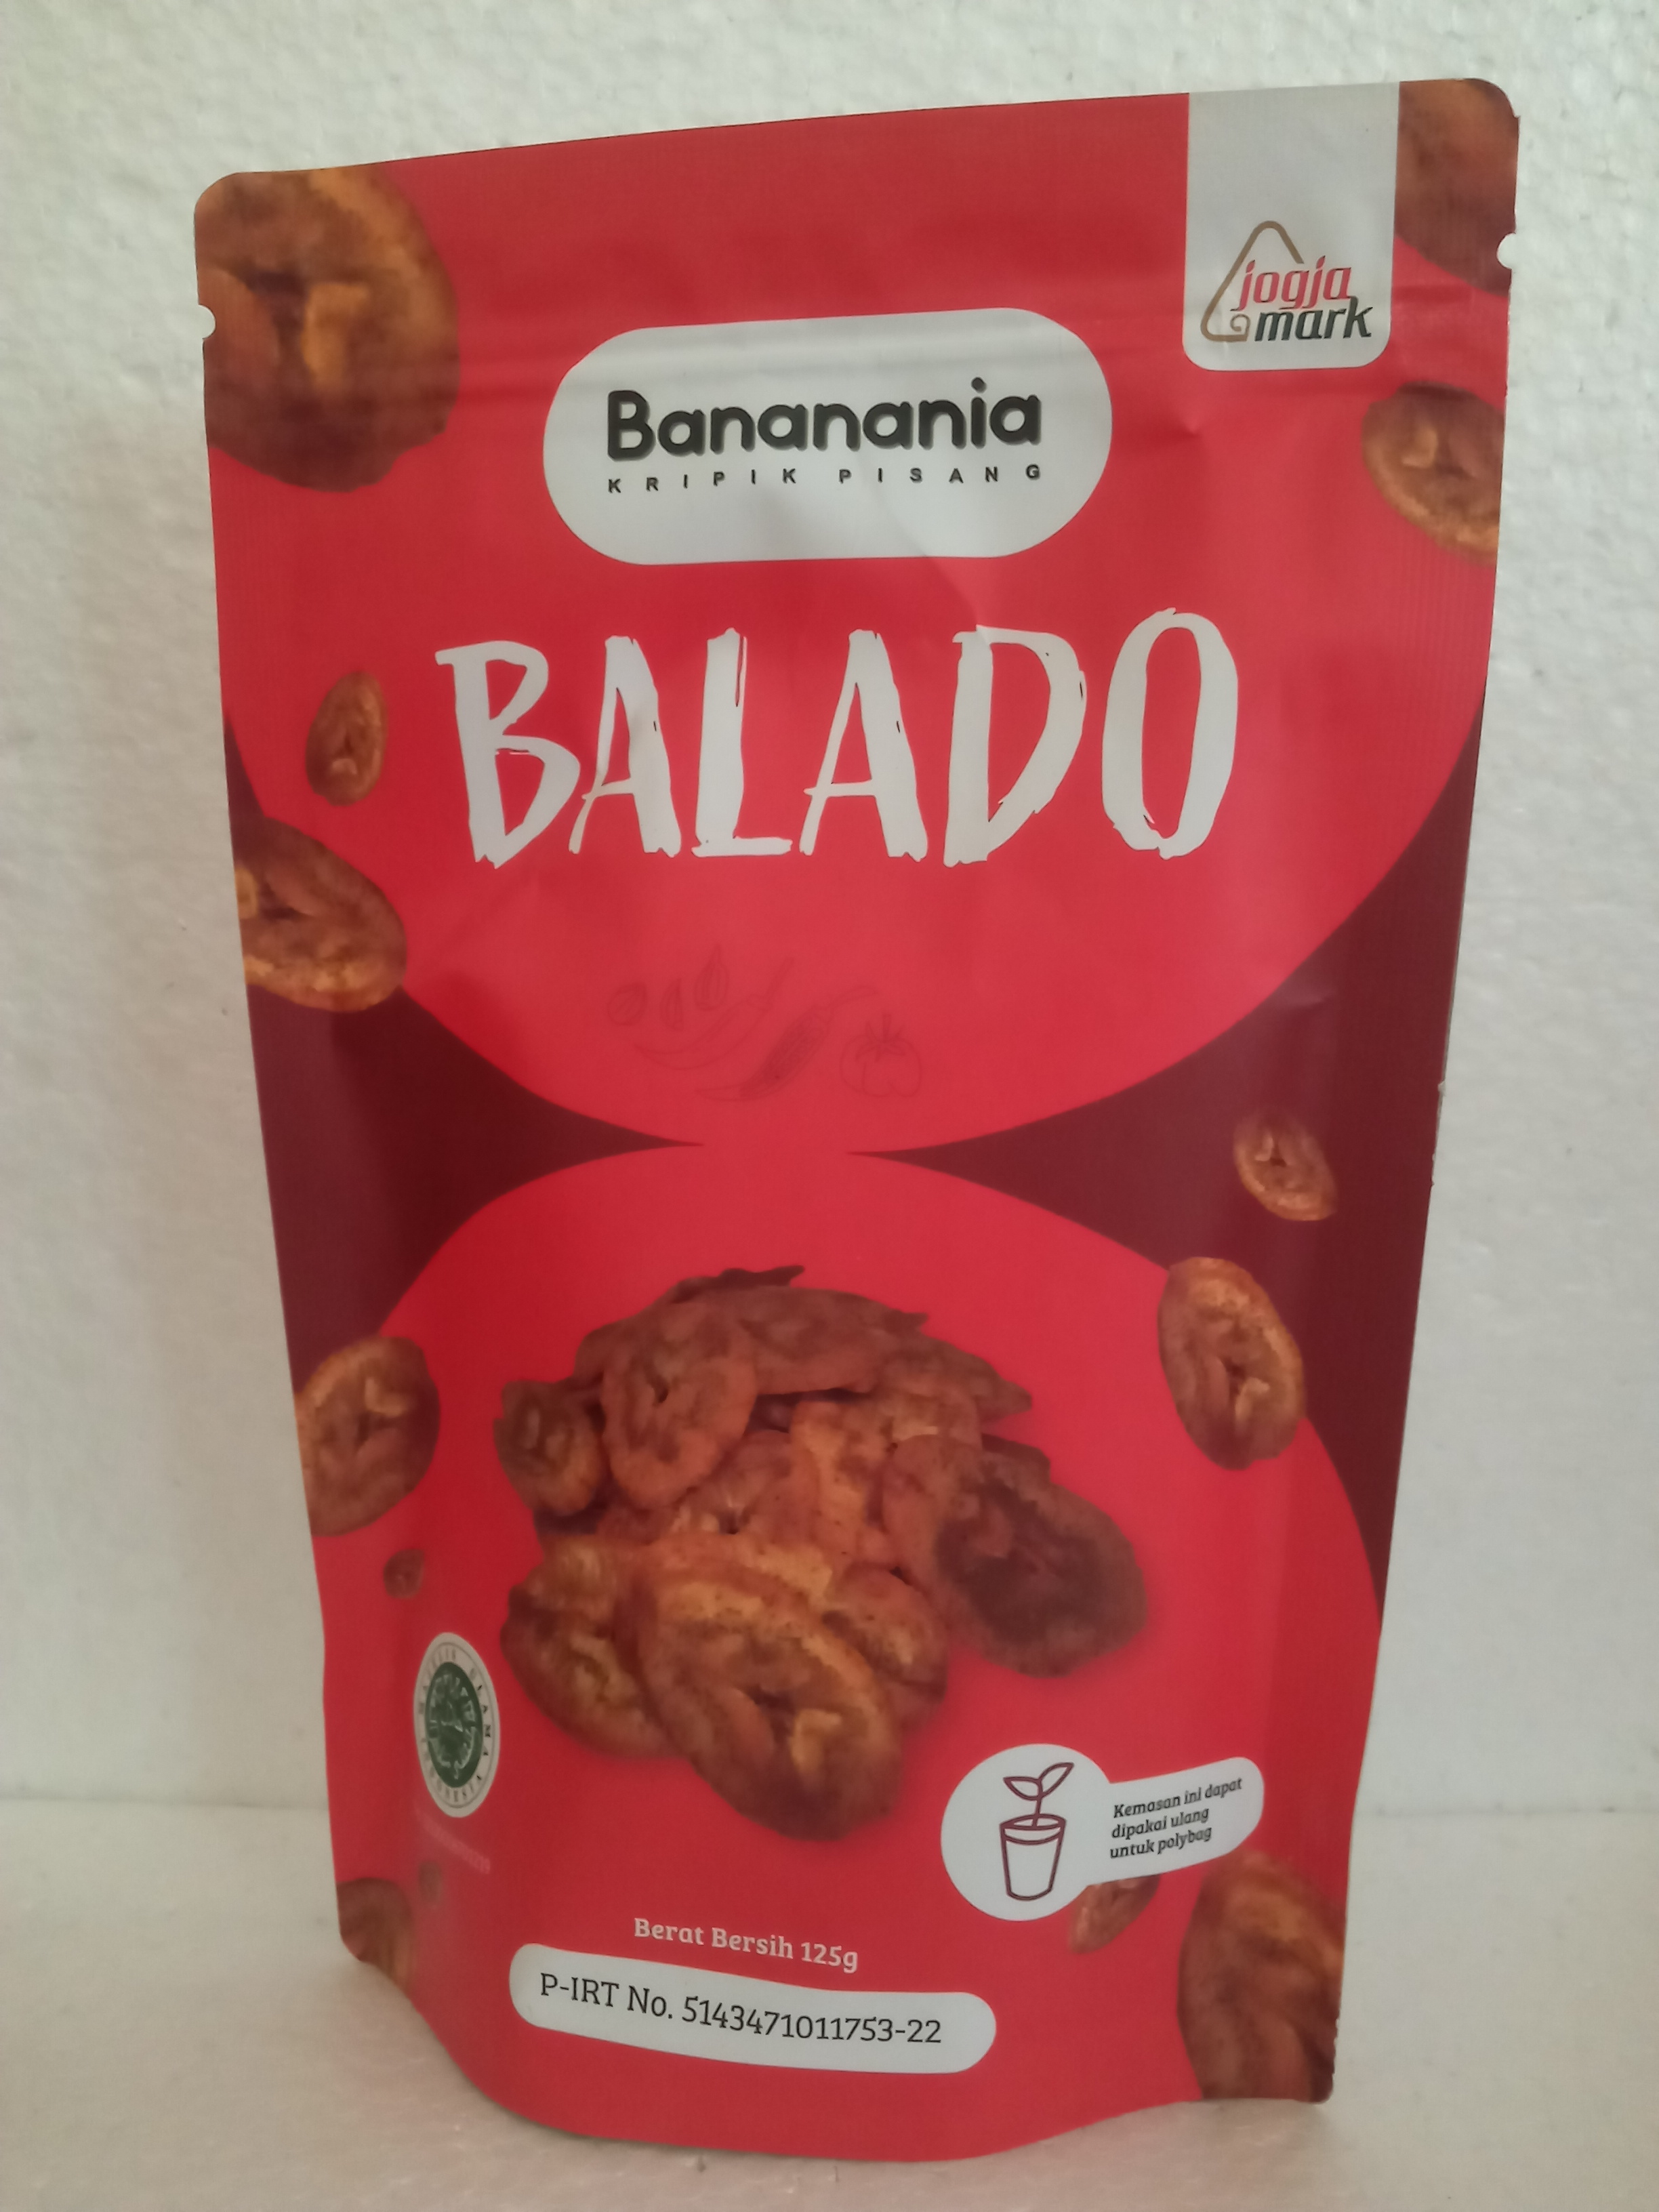 jogja
mark
Bananania
KRIPIK PISANG
BALADO
Kemasan ini dapat
dipakai ulang
untuk polybag
Berat Bersih 125g
P-IRT No. 5143471011753-22